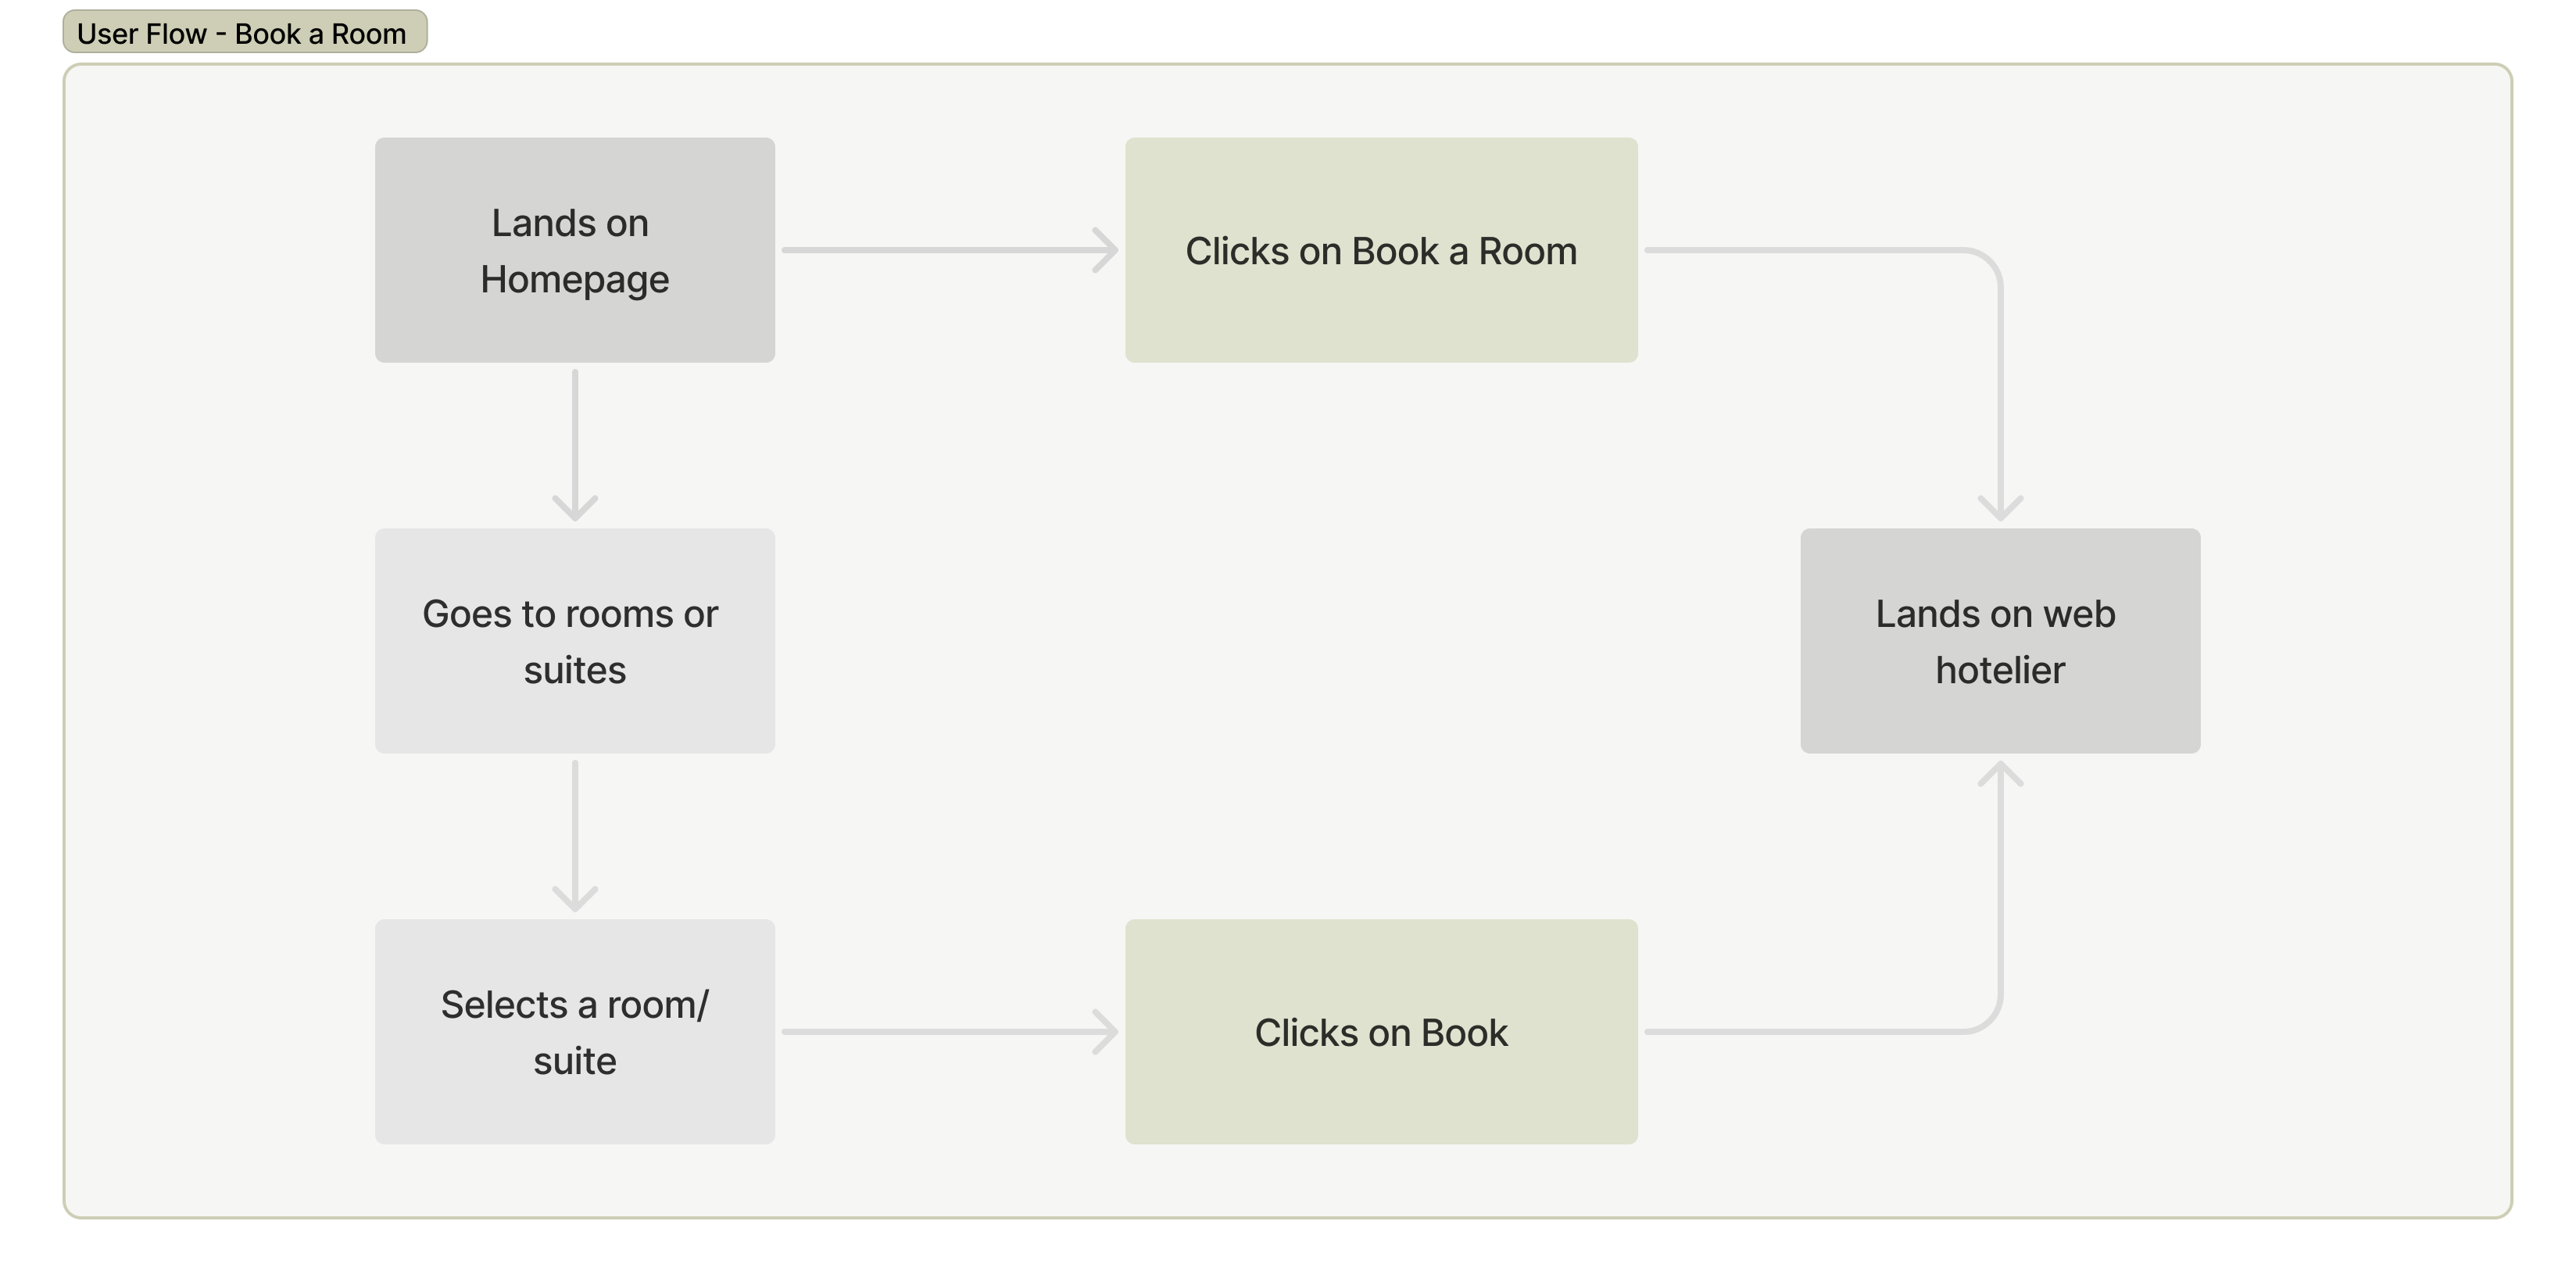 User Flow - Book a Room
Lands on
Homepage
Clicks on Book a Room
Goes to rooms or
suites
Lands on web
hotelier
Selects a room/
suite
Clicks on Book